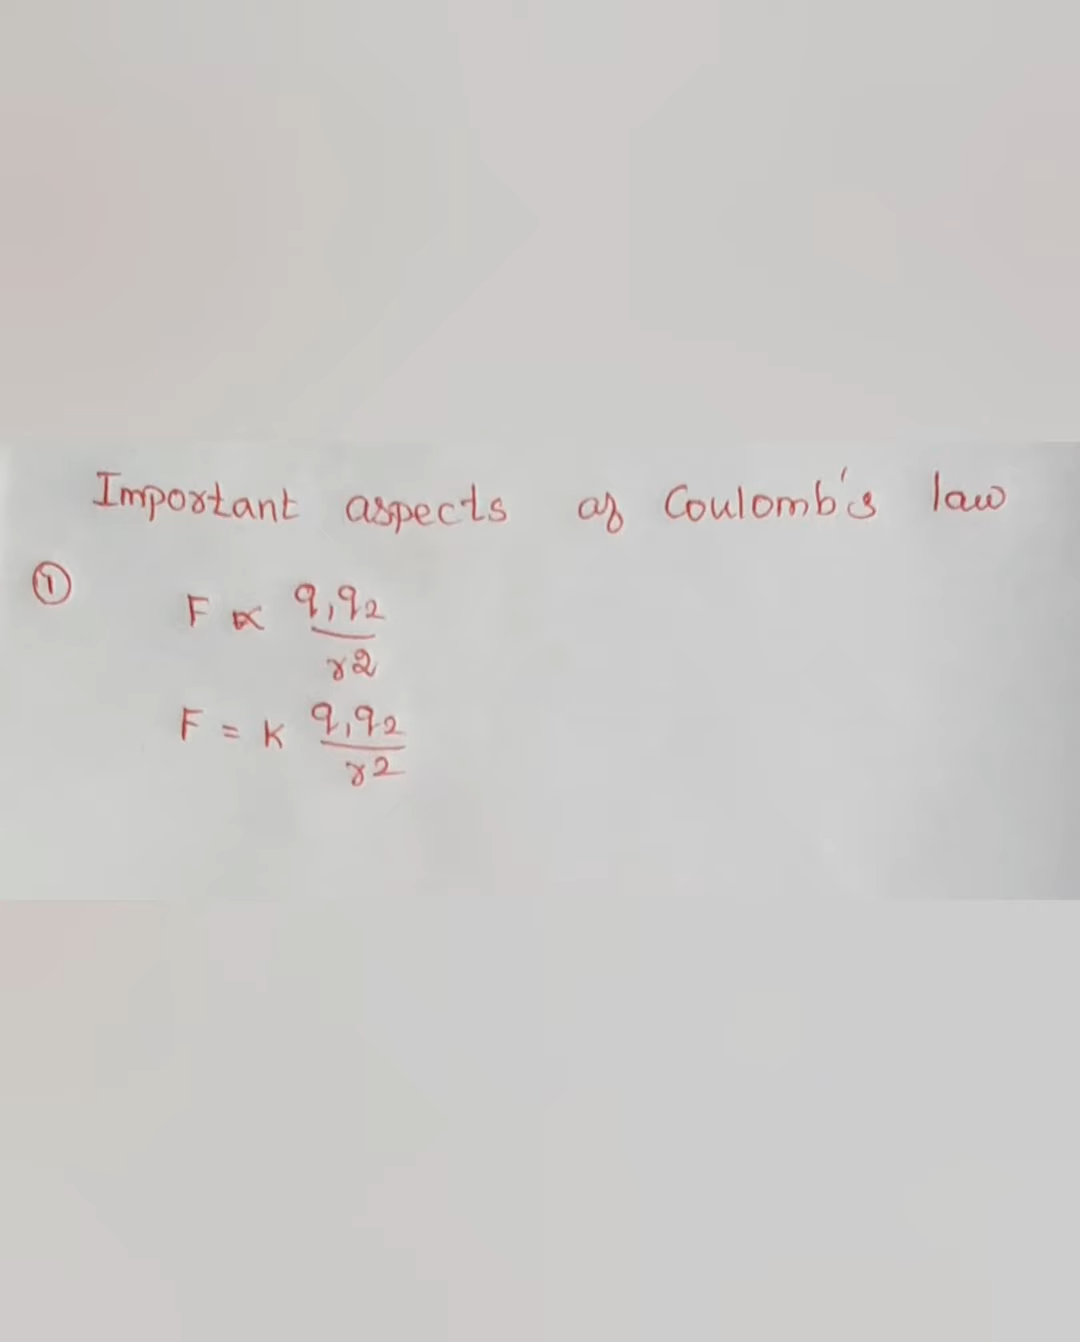 Important aspects of Coulomb's law
①
F ∝ q₁q₂
r2
F = K q₁q₂
r2